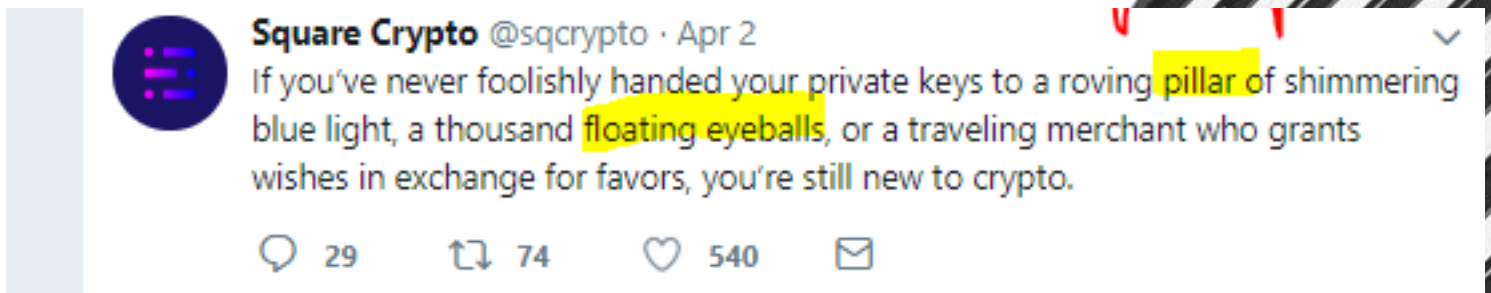 Square Crypto @sqcrypto · Apr 2
If you've never foolishly handed your private keys to a roving pillar of shimmering
blue light, a thousand floating eyeballs, or a traveling merchant who grants
wishes in exchange for favors, you're still new to crypto.
29 74 540